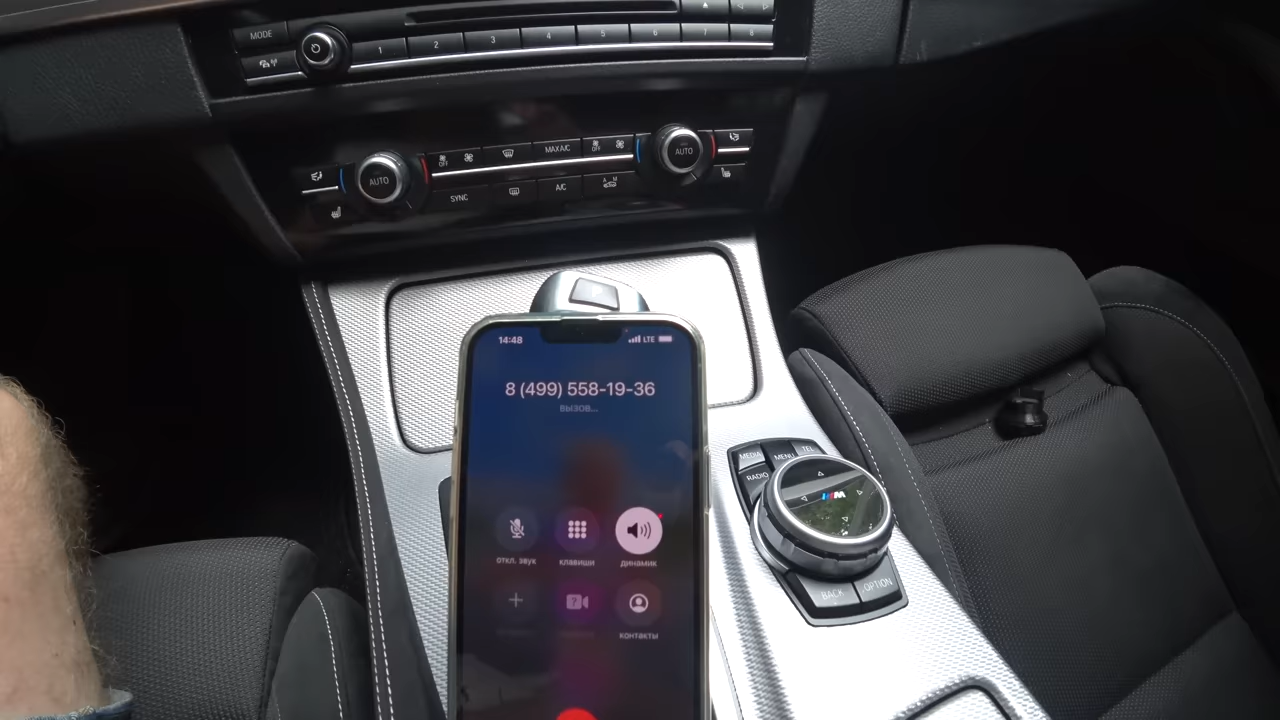 MODE
1 2 3 4 5 6 7 8
OFF MAX A/C OFF
AUTO AUTO
SYNC A/C A M
14:48 LTE
8 (499) 558-19-36
вызов...
откл. звук клавиши динамик
контакты
MEDIA MENU TEL
RADIO
M
BACK OPTION